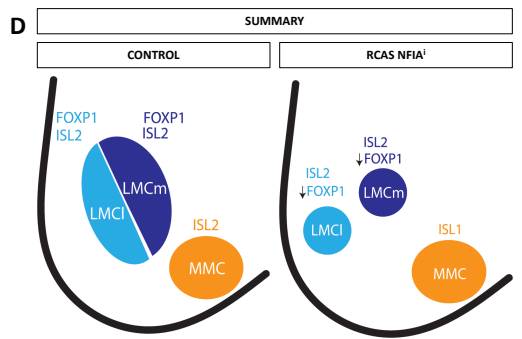 D
SUMMARY
CONTROL
RCAS NFIAⁱ
FOXP1
ISL2
FOXP1
ISL2
LMCl
LMCm
ISL2
MMC
ISL2
↓FOXP1
LMCm
ISL2
↓FOXP1
LMCl
ISL1
MMC